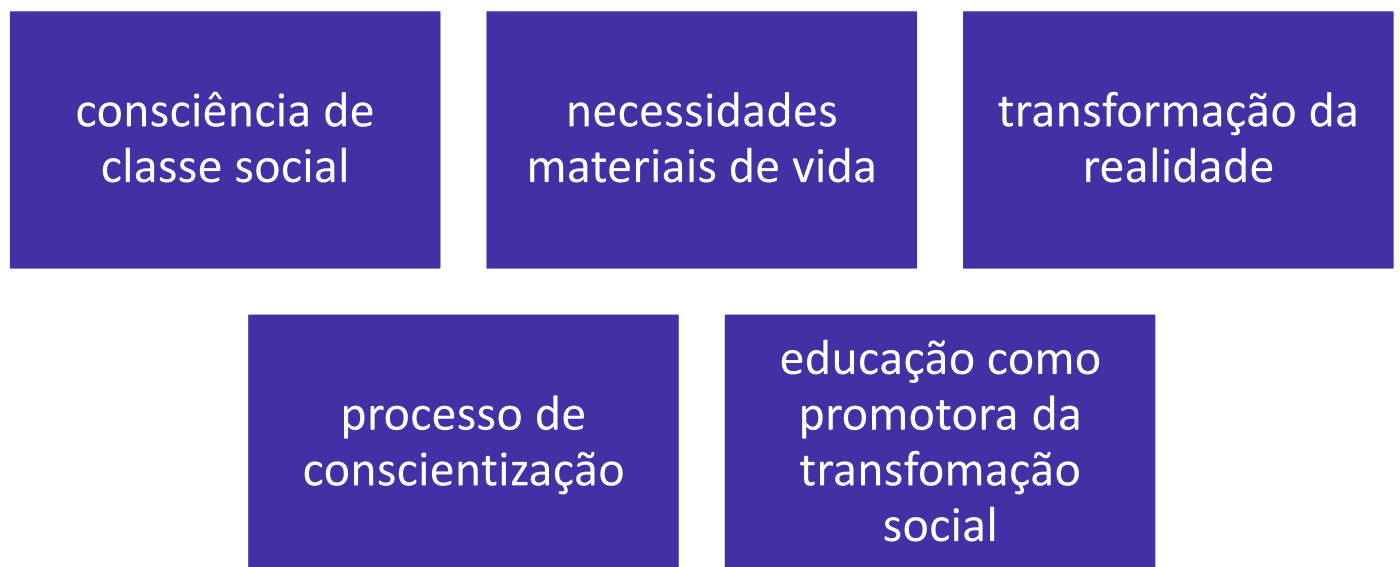 consciência de
classe social
necessidades
materiais de vida
transformação da
realidade
processo de
conscientização
educação como
promotora da
transfomação
social